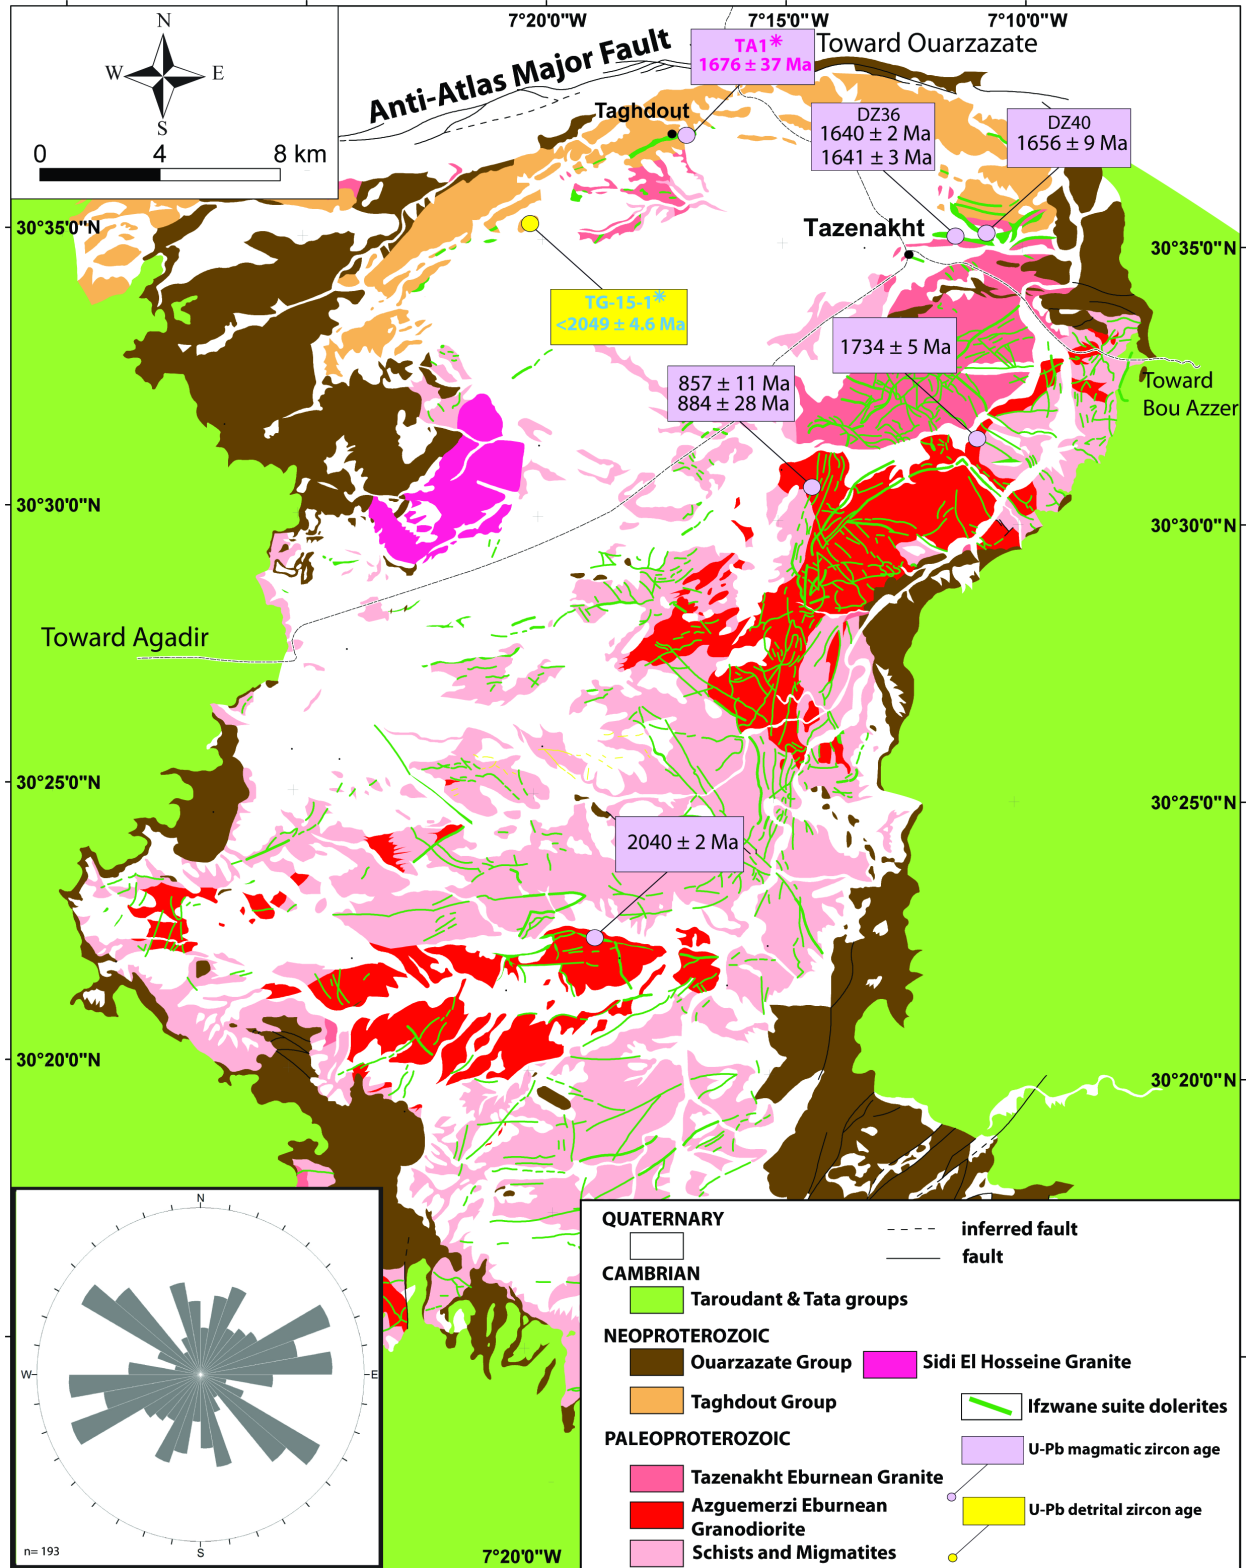 7°20'0"W
7°15'0"W
7°10'0"W
N
W
E
S
0 4 8 km
Anti-Atlas Major Fault
TA1*
1676 ± 37 Ma
Toward Ouarzazate
Taghdout
DZ36
1640 ± 2 Ma
1641 ± 3 Ma
DZ40
1656 ± 9 Ma
30°35'0"N
Tazenakht
30°35'0"N
TG-15-1*
<2049 ± 4.6 Ma
1734 ± 5 Ma
857 ± 11 Ma
884 ± 28 Ma
Toward
Bou Azzer
30°30'0"N
30°30'0"N
Toward Agadir
30°25'0"N
30°25'0"N
2040 ± 2 Ma
30°20'0"N
30°20'0"N
N
W
E
S
n= 193
QUATERNARY
inferred fault
fault
CAMBRIAN
Taroudant & Tata groups
NEOPROTEROZOIC
Ouarzazate Group
Sidi El Hosseine Granite
Taghdout Group
Ifzwane suite dolerites
PALEOPROTEROZOIC
U-Pb magmatic zircon age
Tazenakht Eburnean Granite
Azguemerzi Eburnean
Granodiorite
U-Pb detrital zircon age
Schists and Migmatites
7°20'0"W